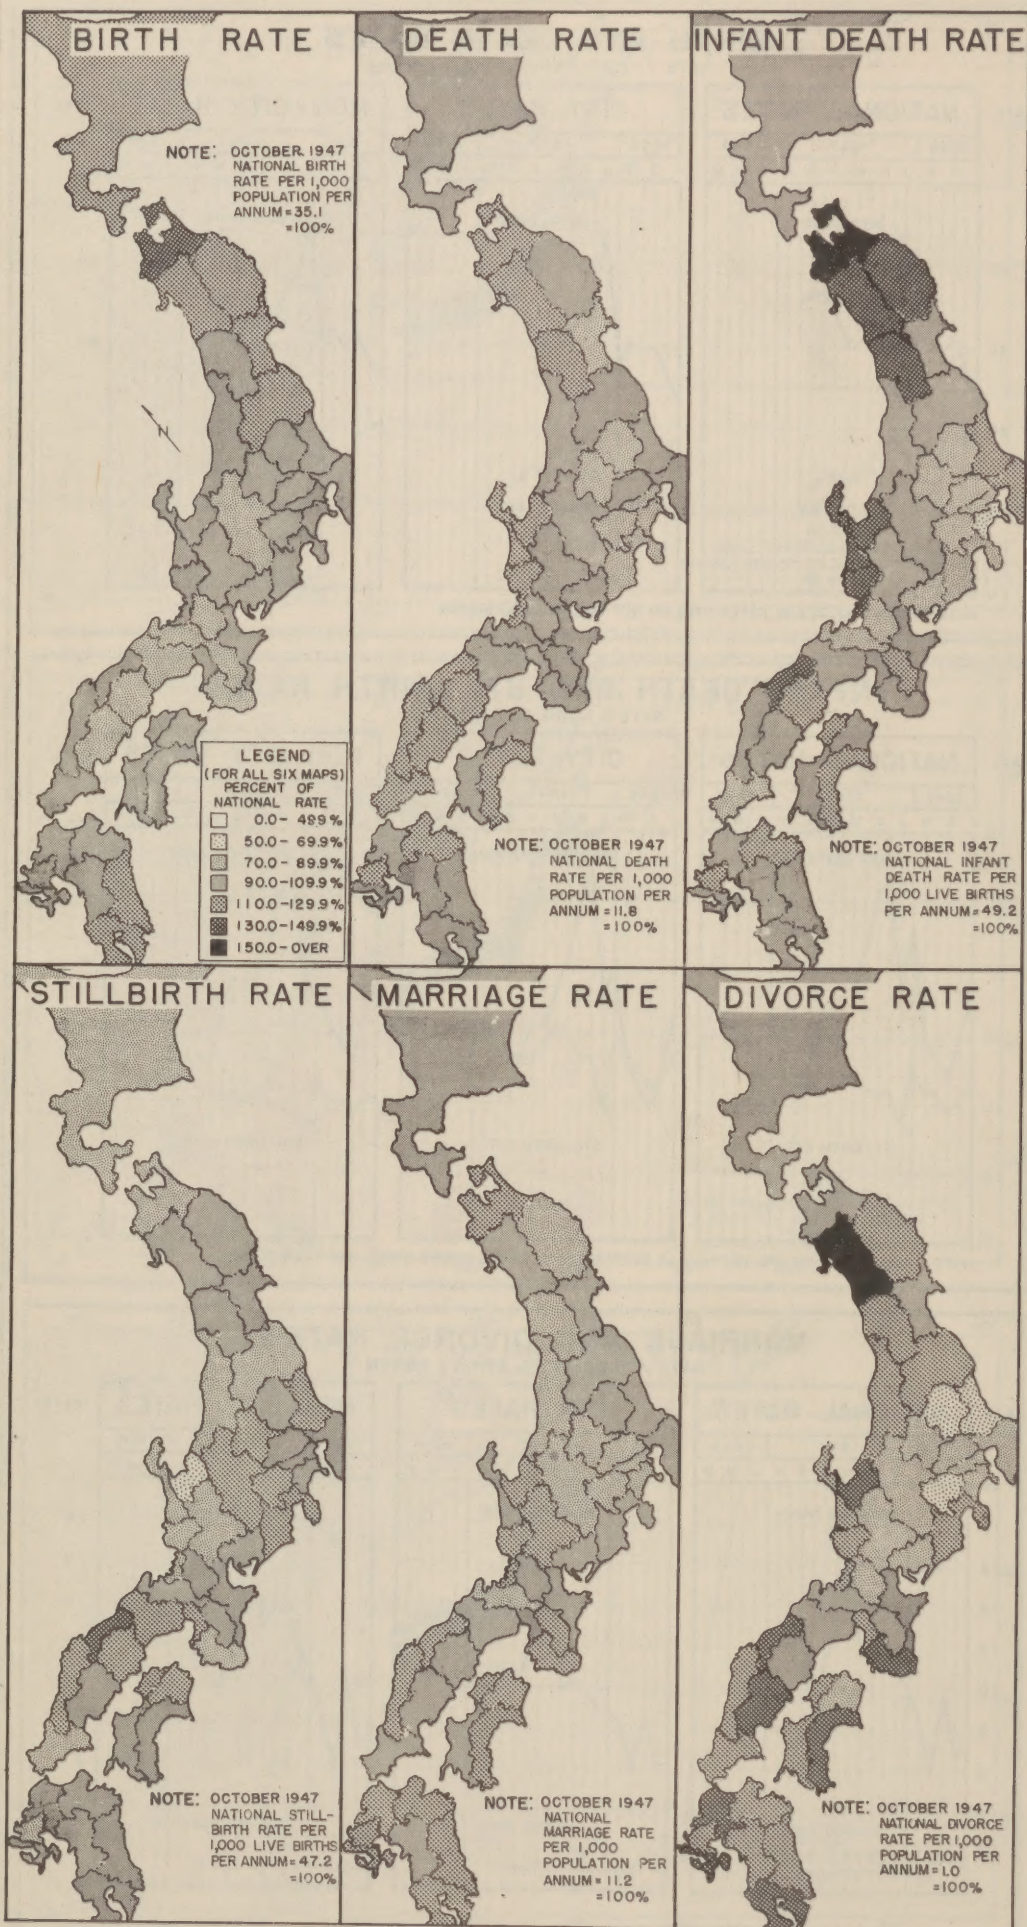 BIRTH RATE
NOTE: OCTOBER. 1947
NATIONAL BIRTH
RATE PER 1,000
POPULATION PER
ANNUM = 35.1
=100%
LEGEND
(FOR ALL SIX MAPS)
PERCENT OF
NATIONAL RATE
0.0- 49.9%
50.0- 69.9%
70.0- 89.9%
90.0-109.9%
110.0-129.9%
130.0-149.9%
150.0-OVER
DEATH RATE
NOTE: OCTOBER 1947
NATIONAL DEATH
RATE PER 1,000
POPULATION PER
ANNUM = 11.8
=100%
INFANT DEATH RATE
NOTE: OCTOBER 1947
NATIONAL INFANT
DEATH RATE PER
1,000 LIVE BIRTHS
PER ANNUM = 49.2
=100%
STILLBIRTH RATE
NOTE: OCTOBER 1947
NATIONAL STILL-
BIRTH RATE PER
1,000 LIVE BIRTHS
PER ANNUM = 47.2
=100%
MARRIAGE RATE
NOTE: OCTOBER 1947
NATIONAL
MARRIAGE RATE
PER 1,000
POPULATION PER
ANNUM = 11.2
=100%
DIVORCE RATE
NOTE: OCTOBER 1947
NATIONAL DIVORCE
RATE PER 1,000
POPULATION PER
ANNUM = 1.0
=100%